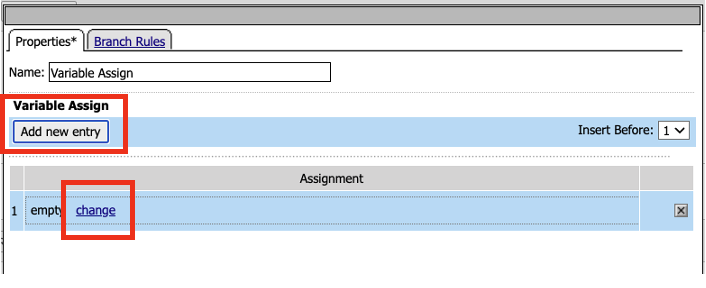 Properties* Branch Rules
Name: Variable Assign
Variable Assign
Add new entry Insert Before: 1
Assignment
1 empty change